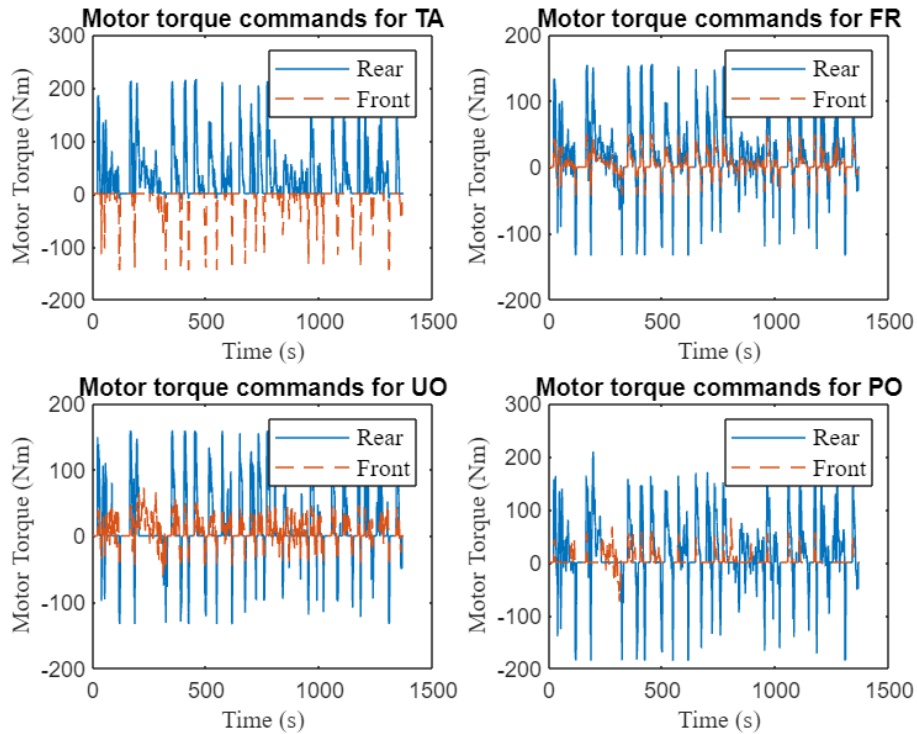 Motor torque commands for TA
300
200
100
0
-100
-200
Motor Torque (Nm)
Rear
Front
0
500
1000
1500
Time (s)
Motor torque commands for FR
200
100
0
-100
-200
Motor Torque (Nm)
Rear
Front
0
500
1000
1500
Time (s)
Motor torque commands for UO
200
100
0
-100
-200
Motor Torque (Nm)
Rear
Front
0
500
1000
1500
Time (s)
Motor torque commands for PO
300
200
100
0
-100
-200
Motor Torque (Nm)
Rear
Front
0
500
1000
1500
Time (s)